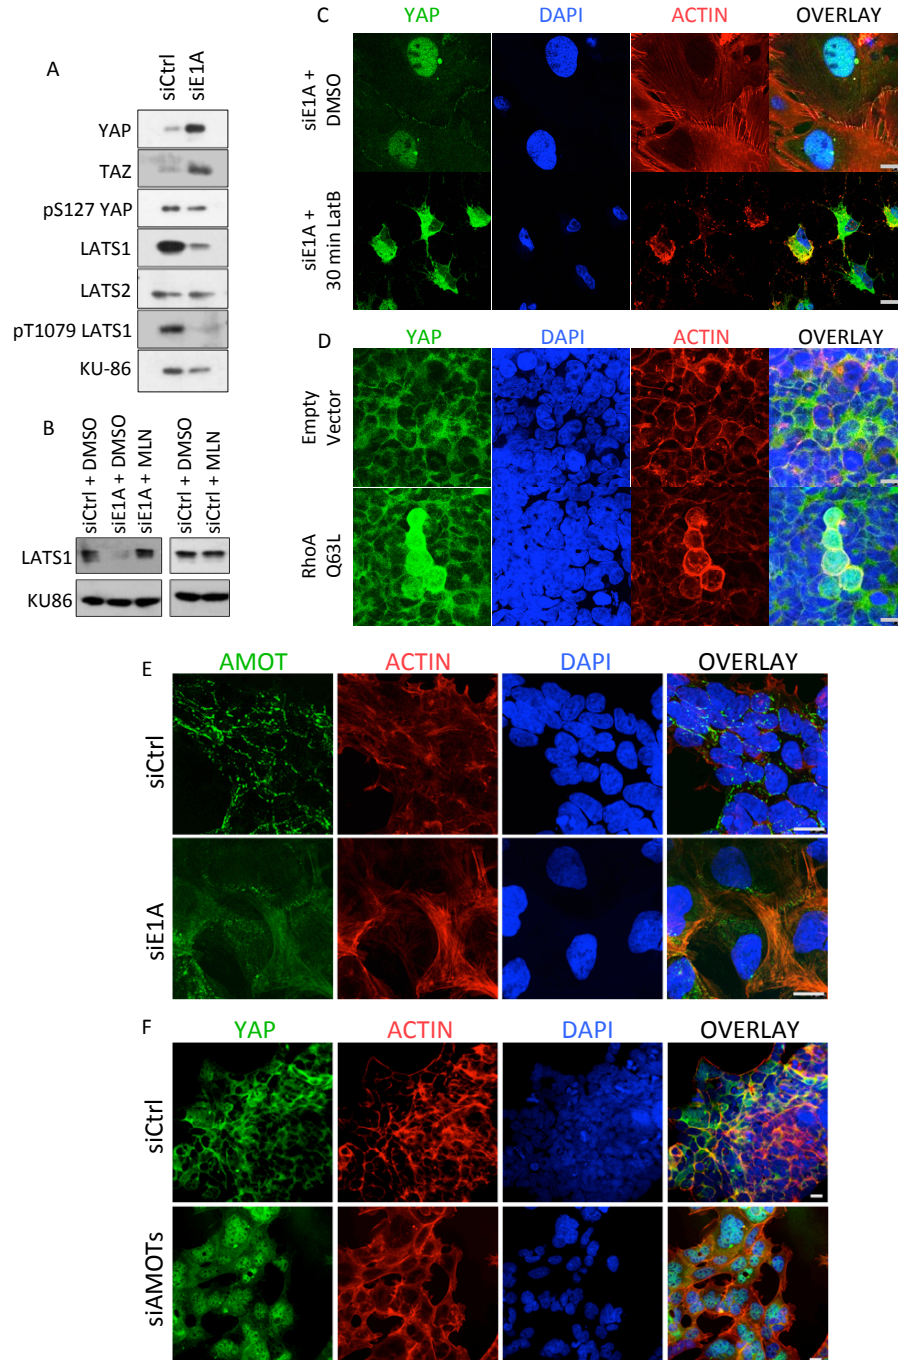 A
siCtrl
siE1A
YAP
TAZ
pS127 YAP
LATS1
LATS2
pT1079 LATS1
KU-86
B
siCtrl + DMSO
siE1A + DMSO
siE1A + MLN
siCtrl + DMSO
siCtrl + MLN
LATS1
KU86
C
YAP
DAPI
ACTIN
OVERLAY
siE1A +
DMSO
siE1A +
30 min LatB
D
YAP
DAPI
ACTIN
OVERLAY
Empty
Vector
RhoA
Q63L
E
AMOT
ACTIN
DAPI
OVERLAY
siCtrl
siE1A
F
YAP
ACTIN
DAPI
OVERLAY
siCtrl
siAMOTs